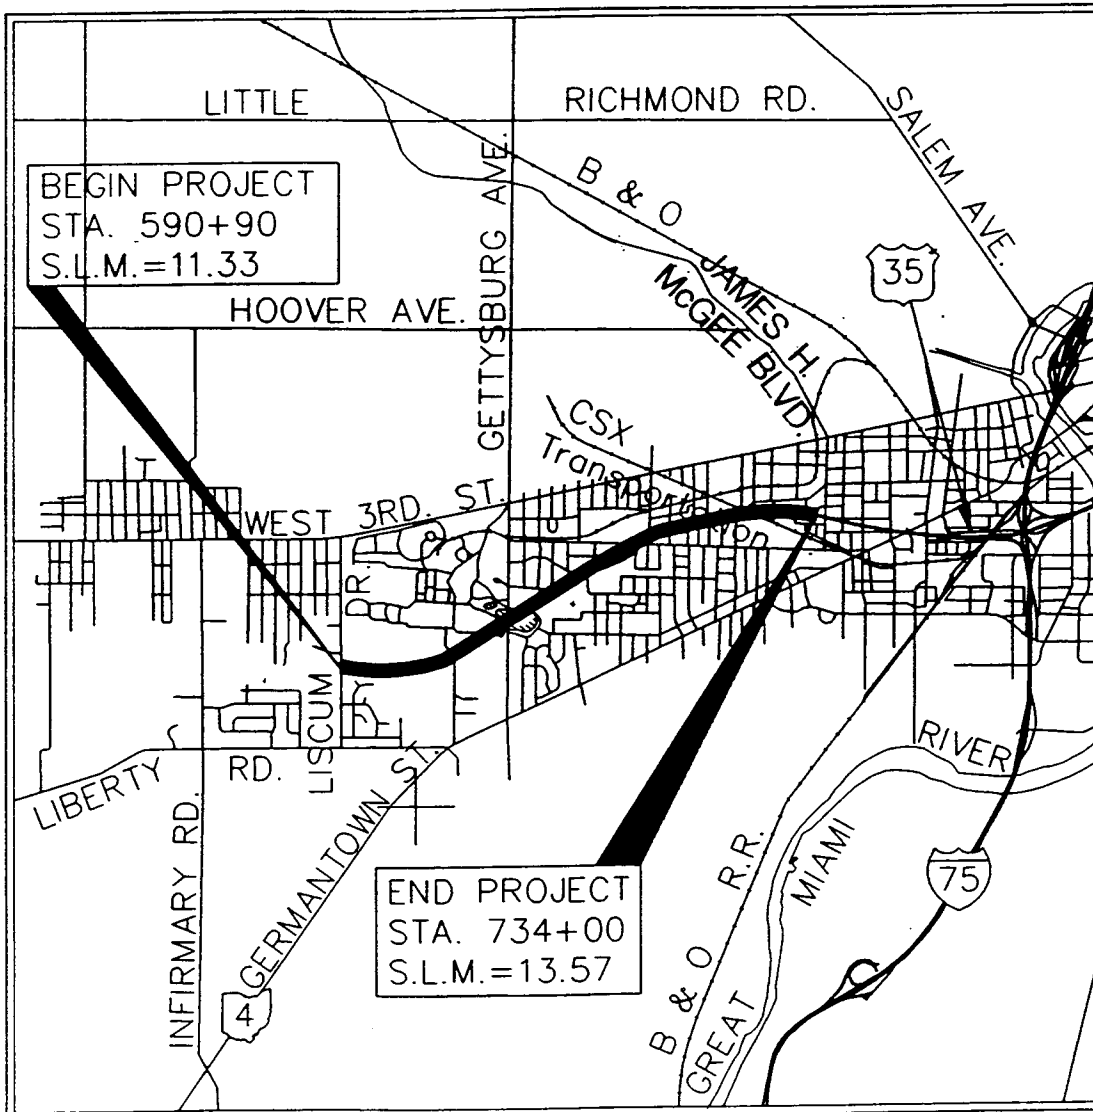 LITTLE RICHMOND RD.
SALEM AVE.
BEGIN PROJECT
STA. 590+90
S.L.M.=11.33
GETTYSBURG AVE.
B & O
JAMES H.
McGEE BLVD.
35
HOOVER AVE.
CSX
Transportation
WEST 3RD. ST.
LISCUM DR.
LIBERTY RD.
GERMANTOWN ST.
INFIRMARY RD.
4
END PROJECT
STA. 734+00
S.L.M.=13.57
B & O R.R.
GREAT MIAMI RIVER
75